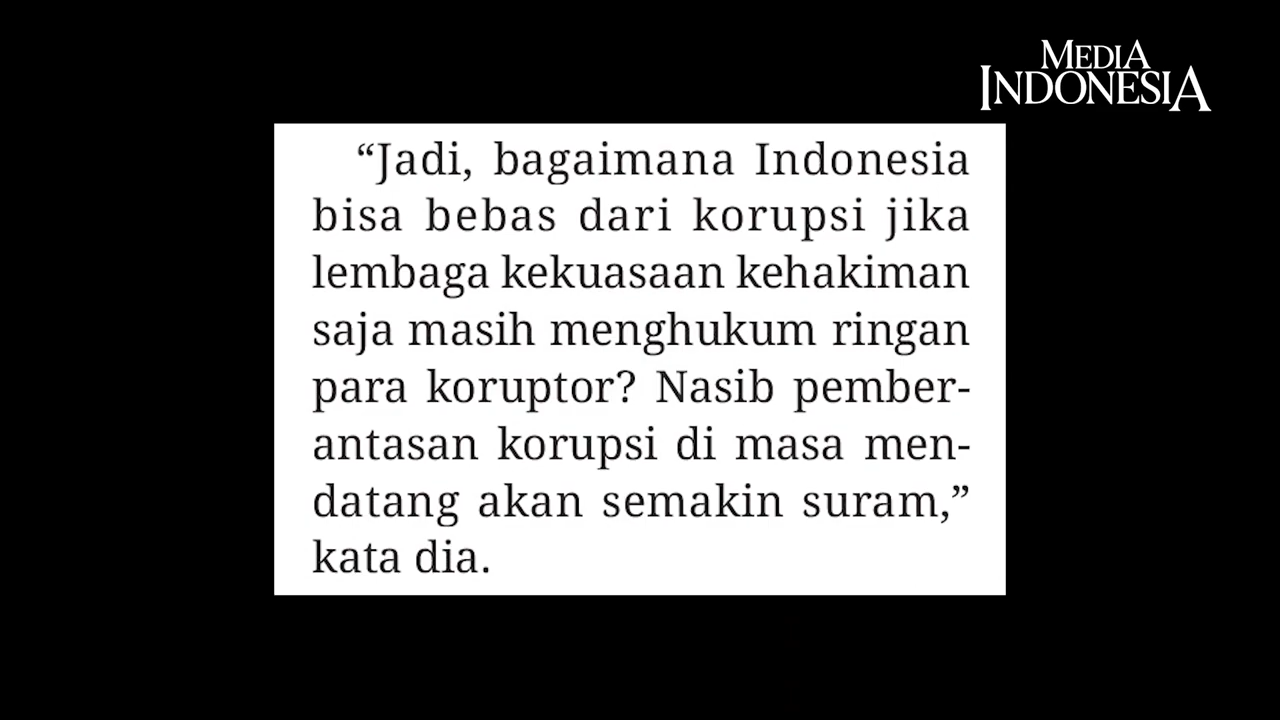 MEDIA
INDONESIA
“Jadi, bagaimana Indonesia
bisa bebas dari korupsi jika
lembaga kekuasaan kehakiman
saja masih menghukum ringan
para koruptor? Nasib pember-
antasan korupsi di masa men-
datang akan semakin suram,”
kata dia.